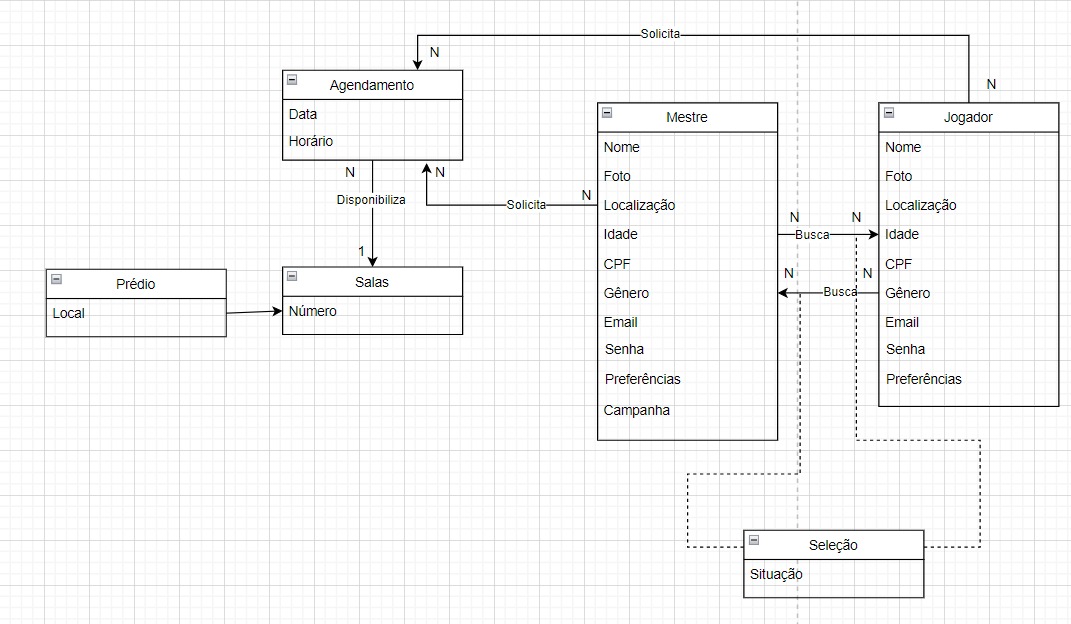 Solicita
N
N
Agendamento
Data
Horário
N
N
Disponibiliza
1
Solicita
N
Prédio
Local
Salas
Número
Mestre
Nome
Foto
Localização
Idade
CPF
Gênero
Email
Senha
Preferências
Campanha
N
N
Busca
N
N
Busca
Jogador
Nome
Foto
Localização
Idade
CPF
Gênero
Email
Senha
Preferências
Seleção
Situação